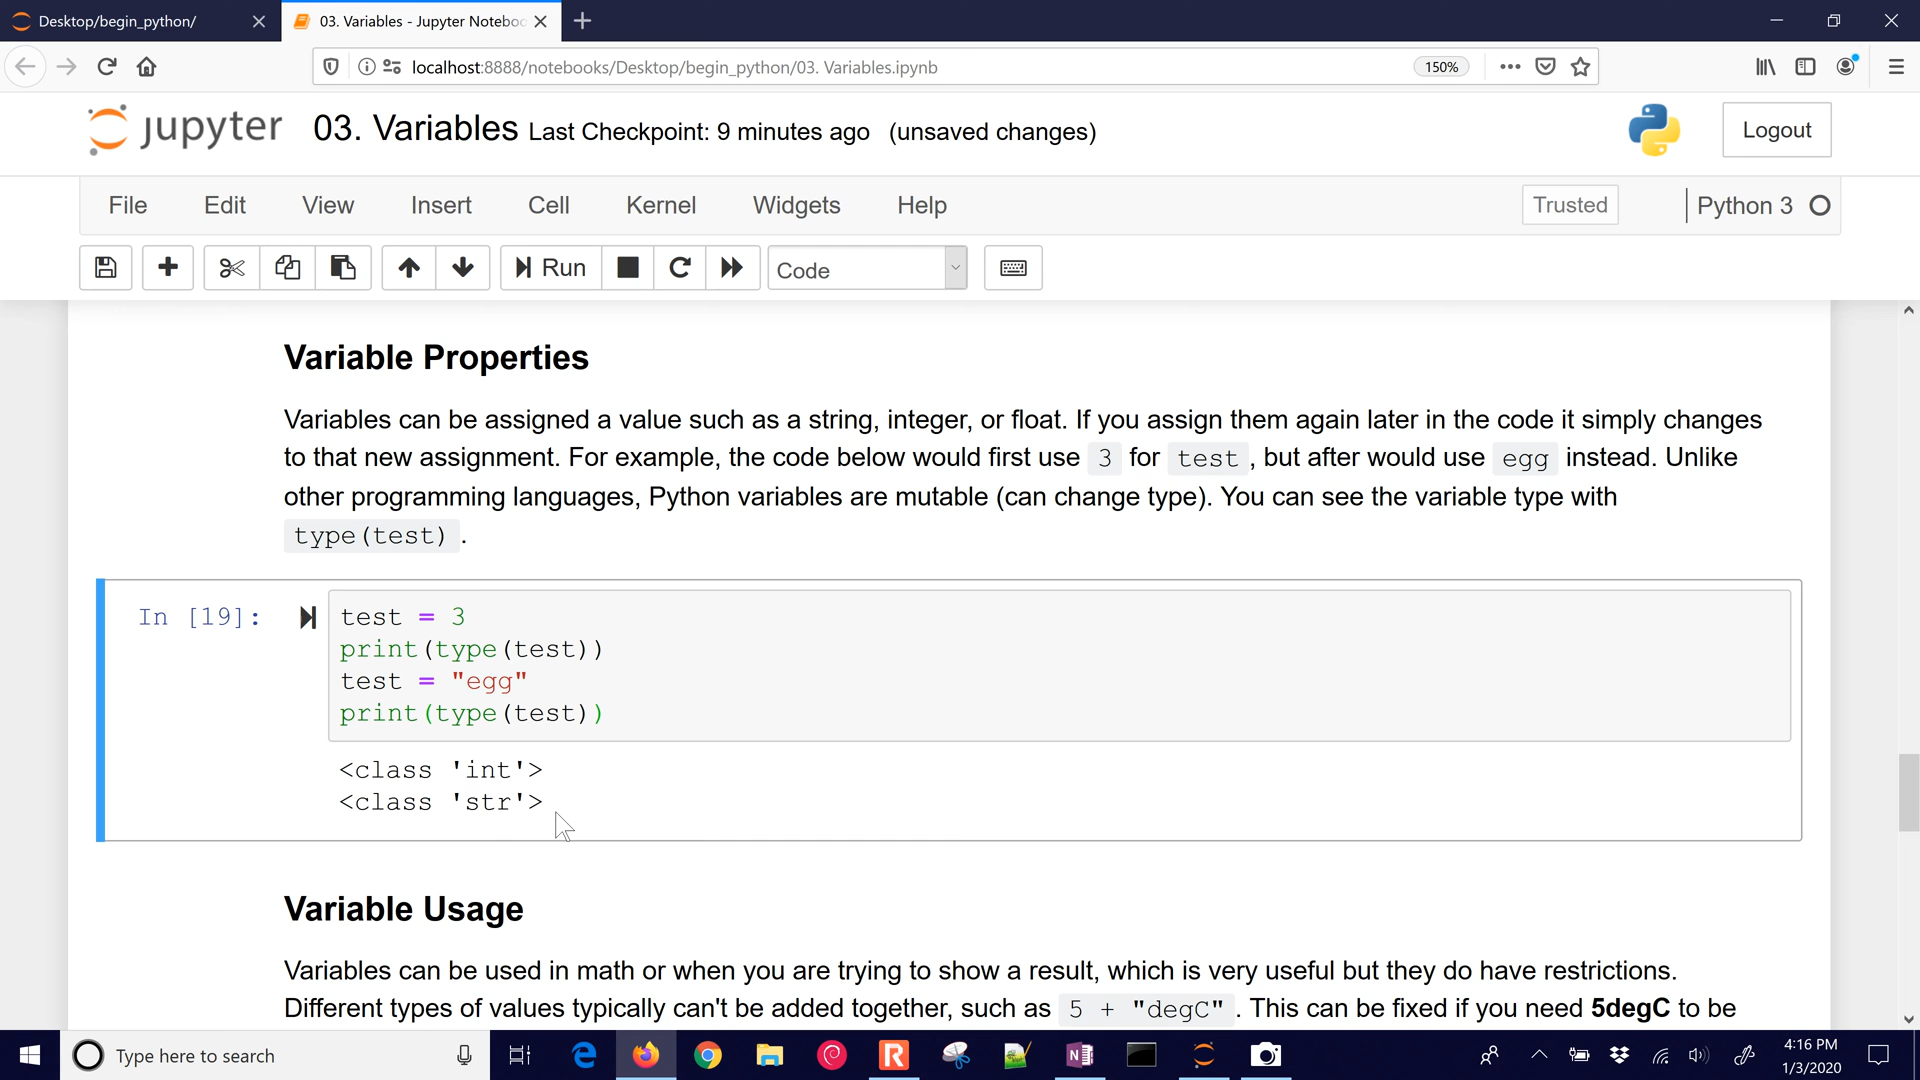 Desktop/begin_python/
03. Variables - Jupyter Noteboo
localhost:8888/notebooks/Desktop/begin_python/03. Variables.ipynb
150%
jupyter 03. Variables Last Checkpoint: 9 minutes ago (unsaved changes)
Logout
File Edit View Insert Cell Kernel Widgets Help
Trusted
Python 3
Run
Code
Variable Properties
Variables can be assigned a value such as a string, integer, or float. If you assign them again later in the code it simply changes
to that new assignment. For example, the code below would first use 3 for test , but after would use egg instead. Unlike
other programming languages, Python variables are mutable (can change type). You can see the variable type with
type(test) .
In [19]:
test = 3
print(type(test))
test = "egg"
print(type(test))
<class 'int'>
<class 'str'>
Variable Usage
Variables can be used in math or when you are trying to show a result, which is very useful but they do have restrictions.
Different types of values typically can't be added together, such as 5 + "degC" . This can be fixed if you need 5degC to be
Type here to search
4:16 PM
1/3/2020